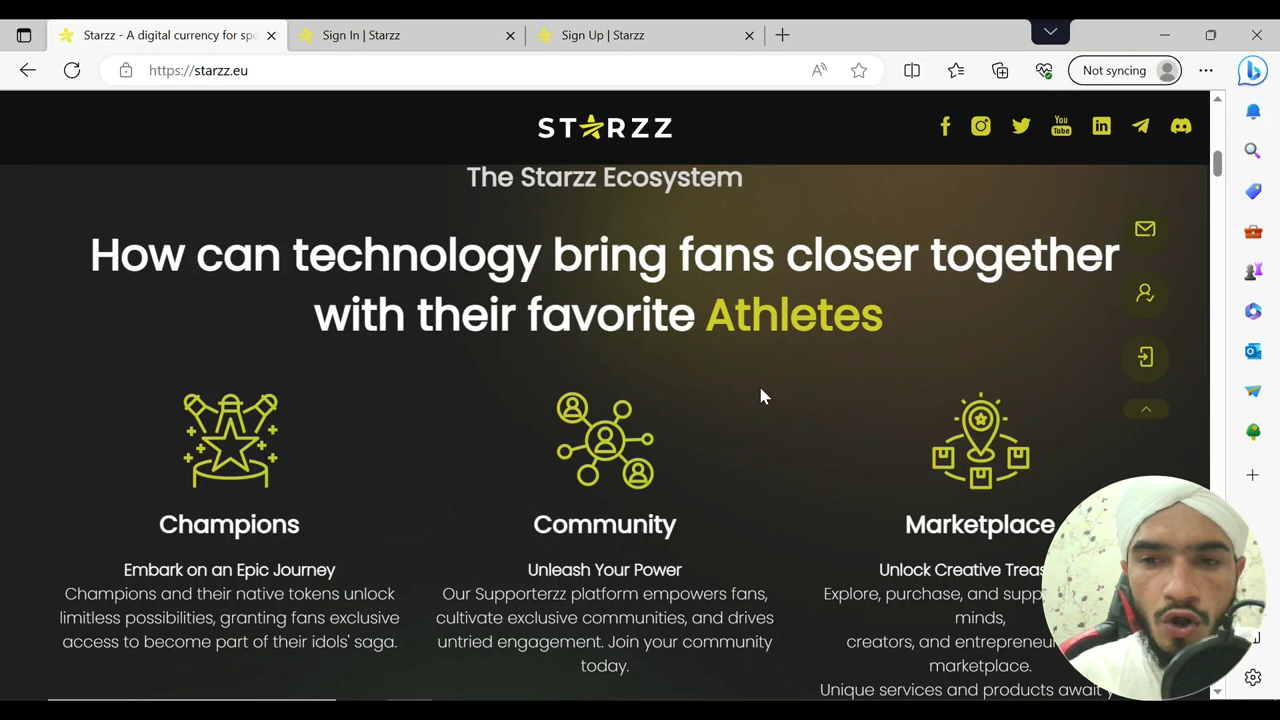 Starzz - A digital currency for spo
Sign In | Starzz
Sign Up | Starzz
https://starzz.eu
Not syncing
STARZZ
You
Tube
The Starzz Ecosystem
How can technology bring fans closer together
with their favorite Athletes
Champions
Embark on an Epic Journey
Champions and their native tokens unlock
limitless possibilities, granting fans exclusive
access to become part of their idols' saga.
Community
Unleash Your Power
Our Supporterzz platform empowers fans,
cultivate exclusive communities, and drives
untried engagement. Join your community
today.
Marketplace
Unlock Creative Treas
Explore, purchase, and supp
minds,
creators, and entrepreneu
marketplace.
Unique services and products await y